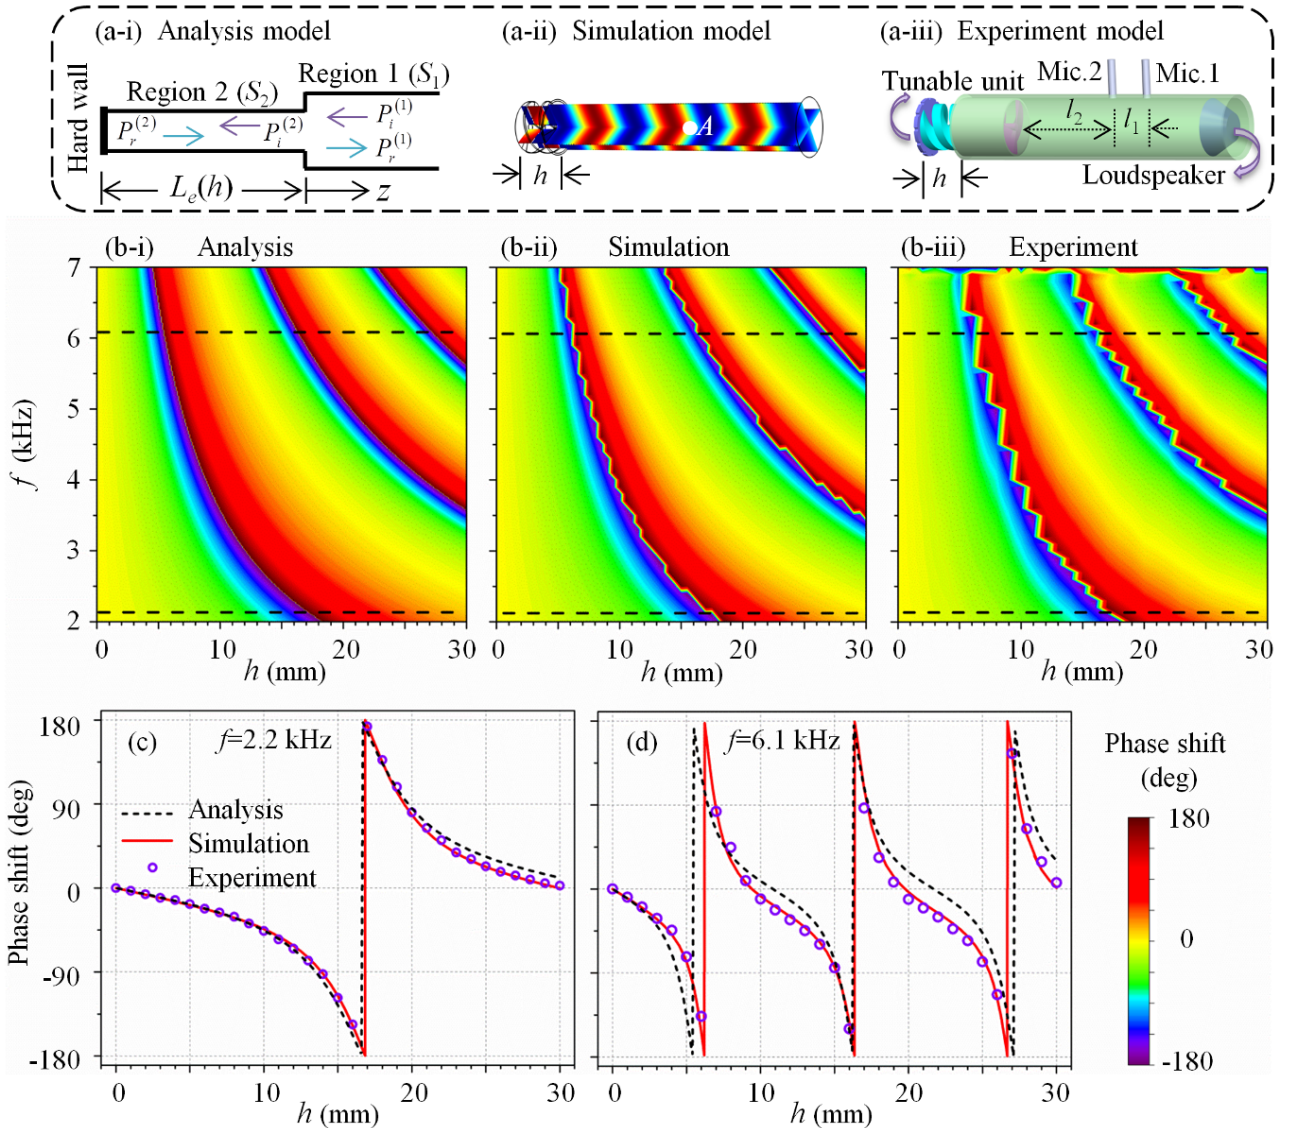 (a-i) Analysis model
Hard wall
Region 2 (S₂)
Region 1 (S₁)
Pᵣ⁽²⁾
Pᵢ⁽²⁾
Pᵢ⁽¹⁾
Pᵣ⁽¹⁾
Lₑ(h)
z
(a-ii) Simulation model
A
h
(a-iii) Experiment model
Tunable unit
Mic.2
Mic.1
l₂
l₁
h
Loudspeaker
(b-i) Analysis
7
6
5
4
3
2
f (kHz)
0 10 20 30
h (mm)
(b-ii) Simulation
0 10 20 30
h (mm)
(b-iii) Experiment
0 10 20 30
h (mm)
(c) f=2.2 kHz
Analysis
Simulation
Experiment
180
90
0
-90
-180
Phase shift (deg)
0 10 20 30
h (mm)
(d) f=6.1 kHz
0 10 20 30
h (mm)
Phase shift
(deg)
180
0
-180